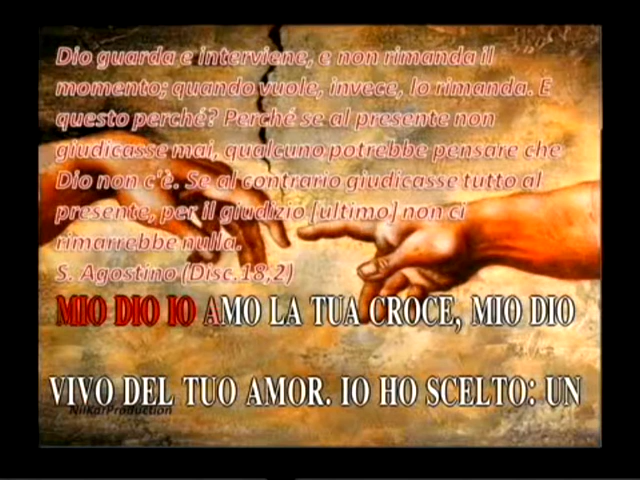 Dio guarda e interviene, e non rimanda il
momento; quando vuole, invece, lo rimanda. E
questo perché? Perché se al presente non
giudicasse mai, qualcuno potrebbe pensare che
Dio non c'è. Se al contrario giudicasse tutto al
presente, per il giudizio [ultimo] non ci
rimarrebbe nulla.
S. Agostino (Disc.18,2)
MIO DIO IO AMO LA TUA CROCE, MIO DIO
VIVO DEL TUO AMOR. IO HO SCELTO: UN
NiikarProduction